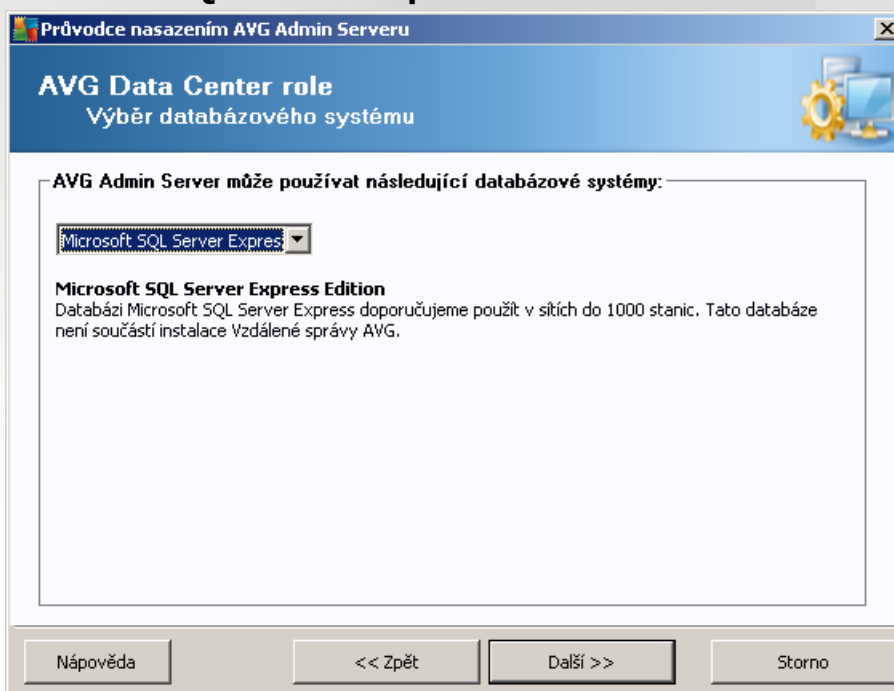 Průvodce nasazením AVG Admin Serveru
AVG Data Center role
Výběr databázového systému
AVG Admin Server může používat následující databázové systémy:
Microsoft SQL Server Expres
Microsoft SQL Server Express Edition
Databázi Microsoft SQL Server Express doporučujeme použít v sítích do 1000 stanic. Tato databáze
není součástí instalace Vzdálené správy AVG.
Nápověda
<< Zpět
Další >>
Storno